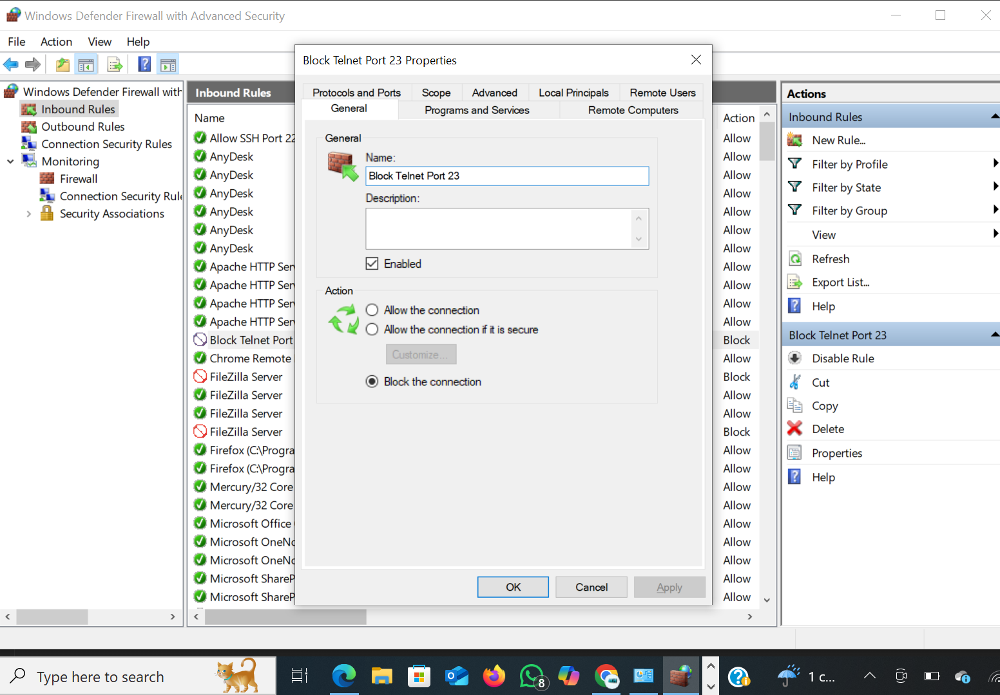 Windows Defender Firewall with Advanced Security
File Action View Help
Windows Defender Firewall with
Inbound Rules
Outbound Rules
Connection Security Rules
Monitoring
Firewall
Connection Security Rule
Security Associations
Inbound Rules
Name
Action
Allow SSH Port 22
Allow
AnyDesk
Allow
AnyDesk
Allow
AnyDesk
Allow
AnyDesk
Allow
AnyDesk
Allow
AnyDesk
Allow
Apache HTTP Serv
Allow
Apache HTTP Serv
Allow
Apache HTTP Serv
Allow
Apache HTTP Serv
Allow
Block Telnet Port
Block
Chrome Remote
Allow
FileZilla Server
Block
FileZilla Server
Allow
FileZilla Server
Allow
FileZilla Server
Block
Firefox (C:\Progra
Allow
Firefox (C:\Progra
Allow
Mercury/32 Core
Allow
Mercury/32 Core
Allow
Microsoft Office
Allow
Microsoft OneNo
Allow
Microsoft OneNo
Allow
Microsoft ShareP
Allow
Microsoft ShareP
Allow
Block Telnet Port 23 Properties
Protocols and Ports Scope Advanced Local Principals Remote Users
General Programs and Services Remote Computers
General
Name:
Block Telnet Port 23
Description:
Enabled
Action
Allow the connection
Allow the connection if it is secure
Customize...
Block the connection
OK Cancel Apply
Actions
Inbound Rules
New Rule...
Filter by Profile
Filter by State
Filter by Group
View
Refresh
Export List...
Help
Block Telnet Port 23
Disable Rule
Cut
Copy
Delete
Properties
Help
Type here to search
8
1 c...